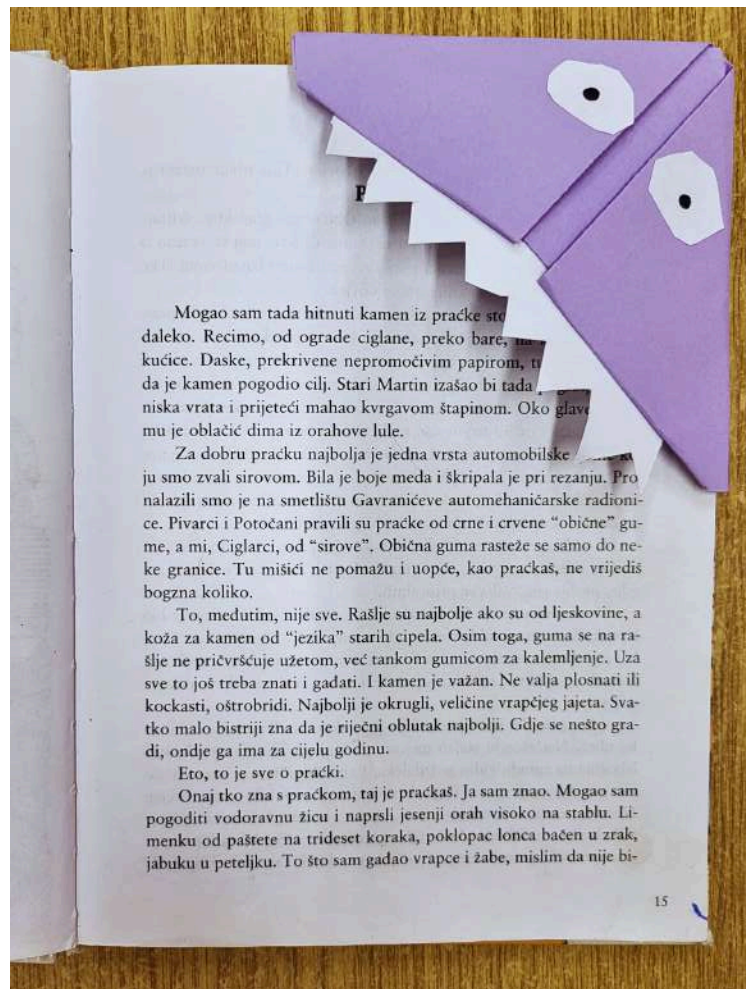 P
Mogao sam tada hitnuti kamen iz praćke
daleko. Recimo, od ograde ciglane, preko bare, na
kućice. Daske, prekrivene nepromočivim papirom,
da je kamen pogodio cilj. Stari Martin izašao bi tada
niska vrata i prijeteći mahao kvrgavom štapinom. Oko glave
mu je oblačić dima iz orahove lule.
Za dobru praćku najbolja je jedna vrsta automobilske
ju smo zvali sirovom. Bila je boje meda i škripala je pri rezanju. Pro
nalazili smo je na smetlištu Gavranićeve automehaničarske radioni-
ce. Pivarci i Potočani pravili su praćke od crne i crvene “obične” gu-
me, a mi, Ciglarci, od “sirove”. Obična guma rasteže se samo do ne-
ke granice. Tu mišići ne pomažu i uopće, kao praćkaš, ne vrijediš
bogzna koliko.
To, međutim, nije sve. Rašlje su najbolje ako su od ljeskovine, a
koža za kamen od “jezika” starih cipela. Osim toga, guma se na ra-
šlje ne pričvršćuje užetom, već tankom gumicom za kalemljenje. Uza
sve to još treba znati i gađati. I kamen je važan. Ne valja plosnati ili
kockasti, oštrobridi. Najbolji je okrugli, veličine vrapčjeg jajeta. Sva-
tko malo bistriji zna da je riječni oblutak najbolji. Gdje se nešto gra-
di, ondje ga ima za cijelu godinu.
Eto, to je sve o praćki.
Onaj tko zna s praćkom, taj je praćkaš. Ja sam znao. Mogao sam
pogoditi vodoravnu žicu i naprsli jesenji orah visoko na stablu. Li-
menku od paštete na trideset koraka, poklopac lonca bačen u zrak,
jabuku u peteljku. To što sam gađao vrapce i žabe, mislim da nije bi-
15